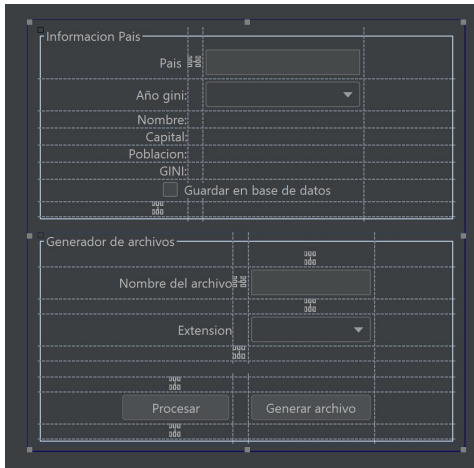 Informacion Pais
Pais
Año gini:
Nombre:
Capital:
Poblacion:
GINI:
Guardar en base de datos
Generador de archivos
Nombre del archivo
Extension
Procesar Generar archivo